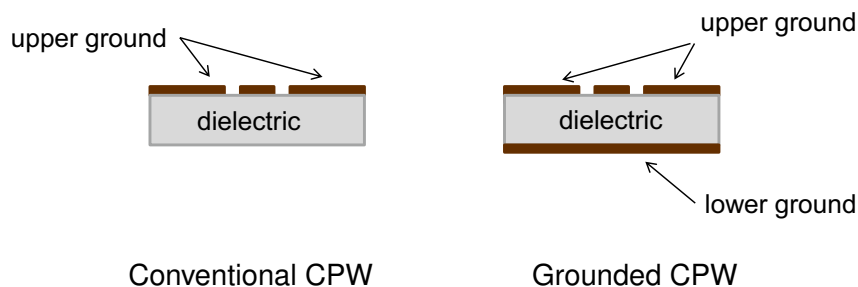 upper ground
dielectric
Conventional CPW
upper ground
dielectric
lower ground
Grounded CPW